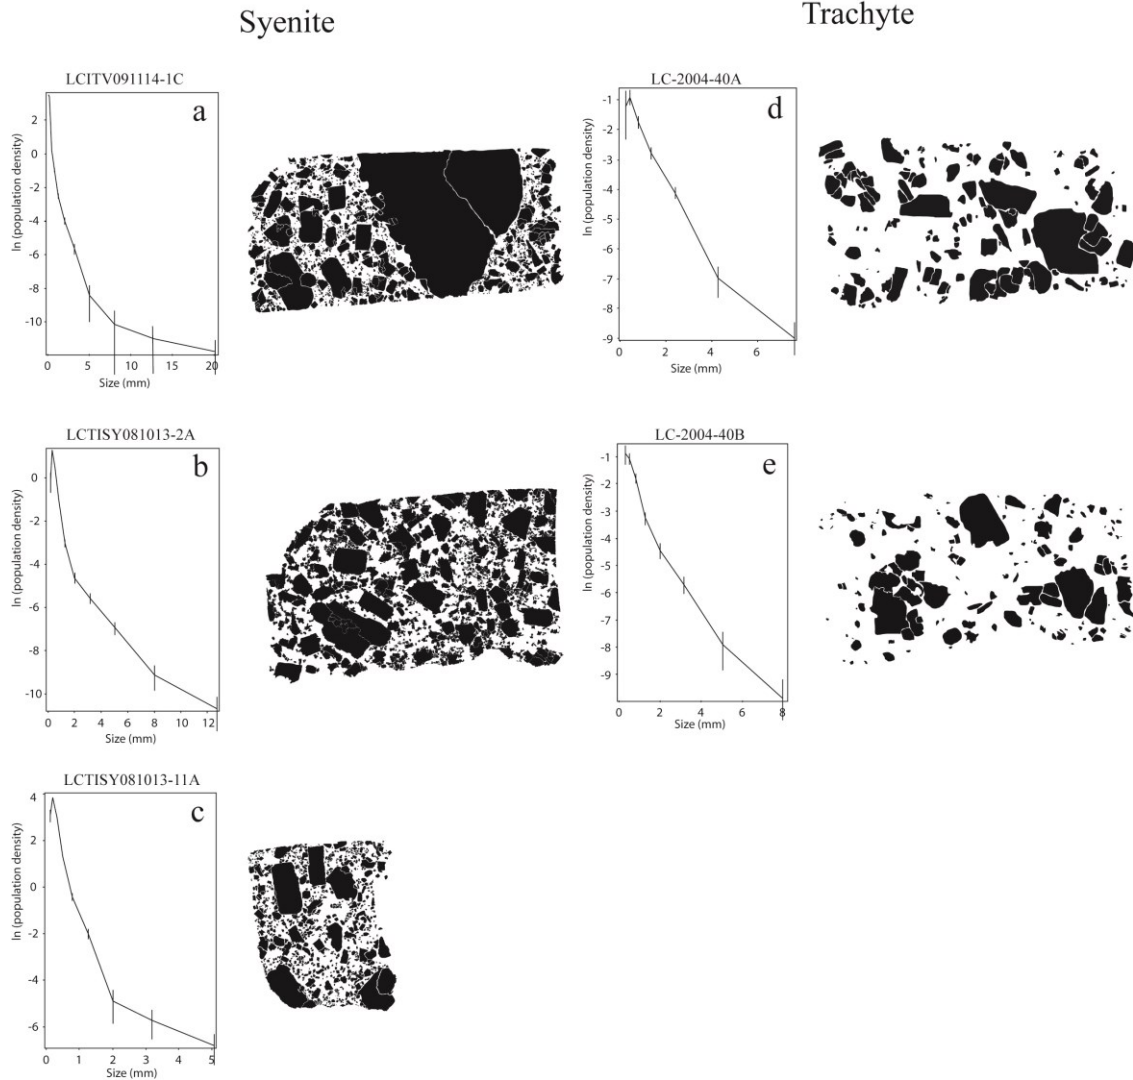 Syenite
Trachyte
LCITV091114-1C
a
ln (population density)
2
0
-2
-4
-6
-8
-10
0 5 10 15 20
Size (mm)
LC-2004-40A
d
ln (population density)
-1
-2
-3
-4
-5
-6
-7
-8
-9
0 2 4 6
Size (mm)
LCTISY081013-2A
b
ln (population density)
0
-2
-4
-6
-8
-10
0 2 4 6 8 10 12
Size (mm)
LC-2004-40B
e
ln (population density)
-1
-2
-3
-4
-5
-6
-7
-8
-9
0 2 4 6 8
Size (mm)
LCTISY081013-11A
c
ln (population density)
4
2
0
-2
-4
-6
0 1 2 3 4 5
Size (mm)